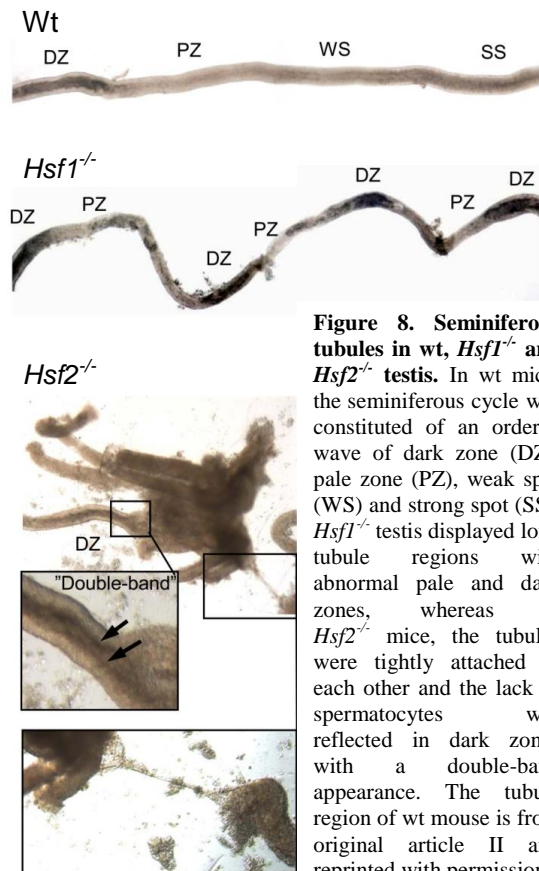 Wt
DZ PZ WS SS
Hsf1-/-
DZ PZ DZ PZ DZ PZ DZ
Hsf2-/-
DZ
"Double-band"
Figure 8. Seminifero
tubules in wt, Hsf1-/- a
Hsf2-/- testis. In wt mic
the seminiferous cycle w
constituted of an order
wave of dark zone (DZ
pale zone (PZ), weak sp
(WS) and strong spot (SS
Hsf1-/- testis displayed lo
tubule regions wi
abnormal pale and da
zones, whereas
Hsf2-/- mice, the tubul
were tightly attached
each other and the lack
spermatocytes w
reflected in dark zon
with a double-ban
appearance. The tubu
region of wt mouse is fro
original article II an
reprinted with permission